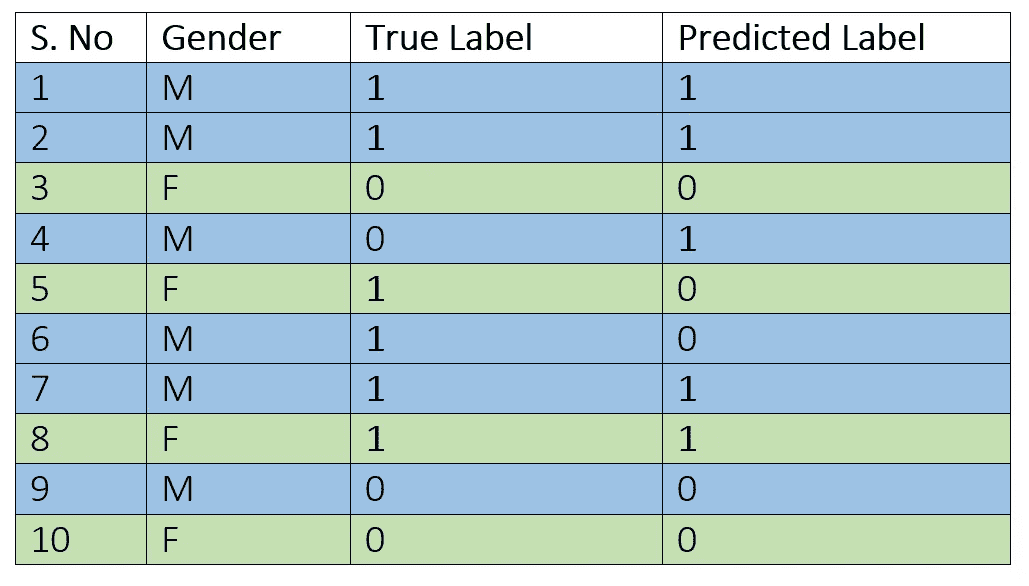 S. No Gender True Label Predicted Label
1 M 1 1
2 M 1 1
3 F 0 0
4 M 0 1
5 F 1 0
6 M 1 0
7 M 1 1
8 F 1 1
9 M 0 0
10 F 0 0